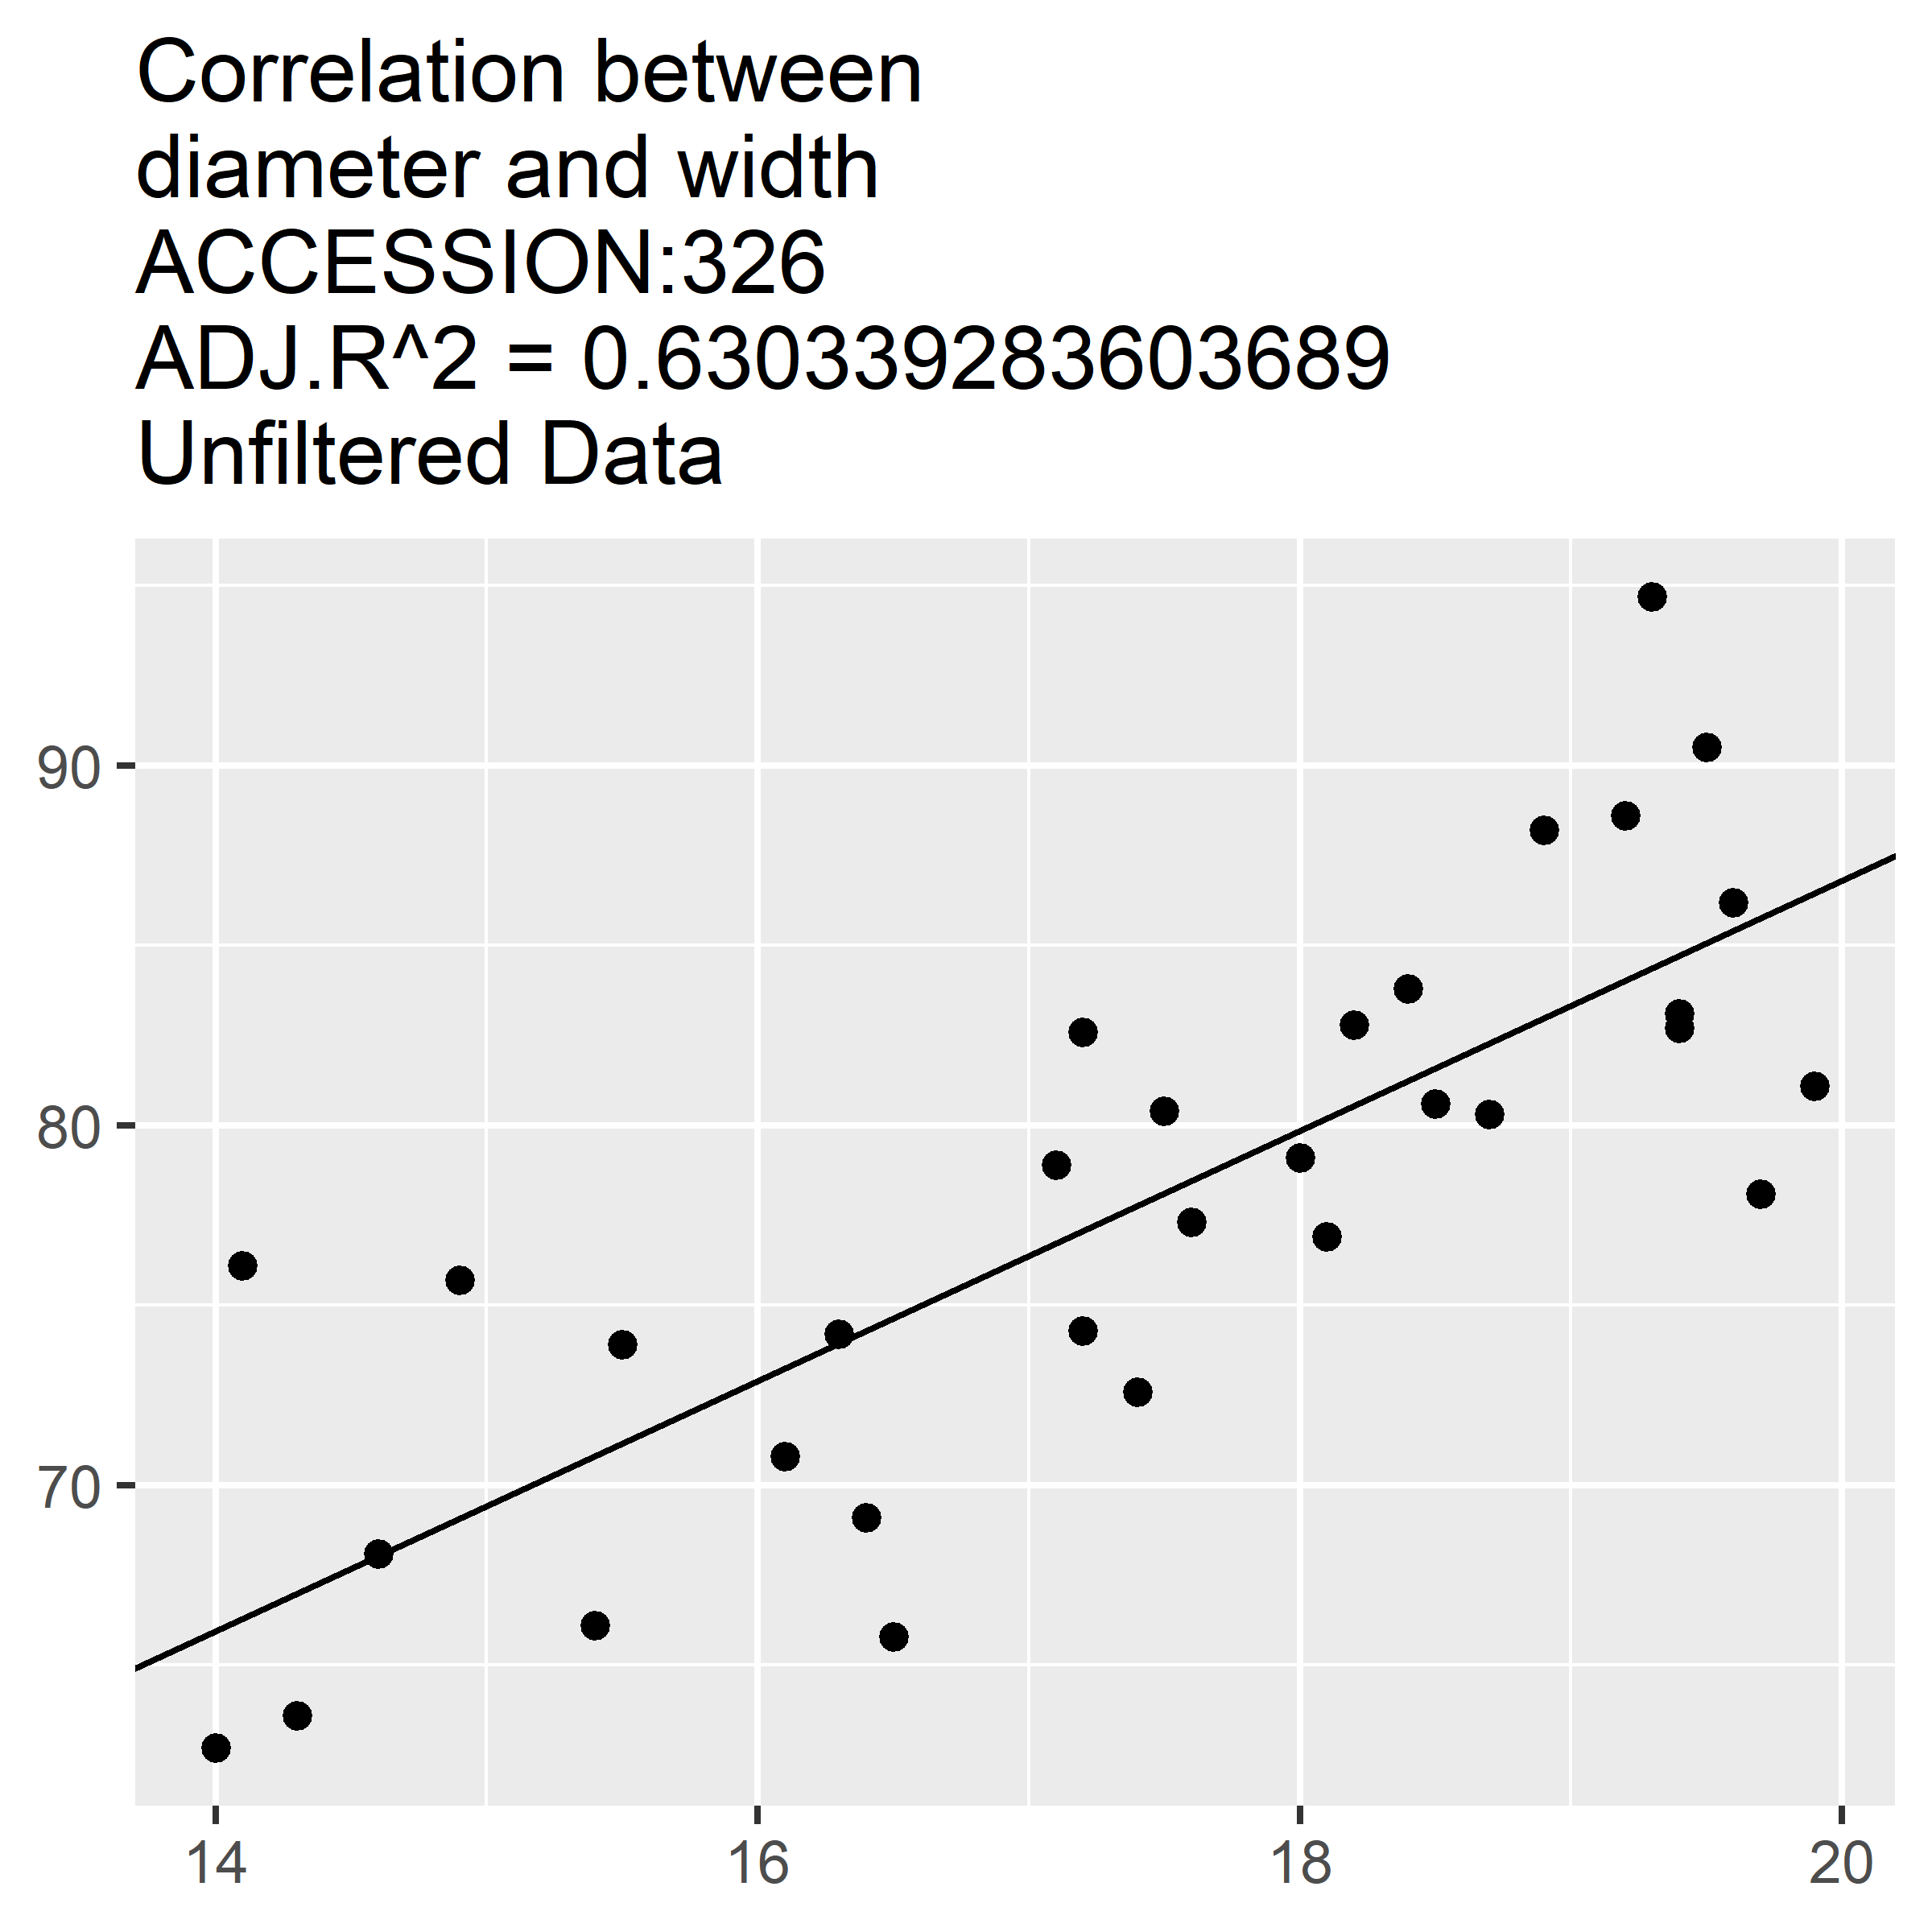 Correlation between
diameter and width
ACCESSION:326
ADJ.R^2 = 0.630339283603689
Unfiltered Data
90
80
70
14 16 18 20